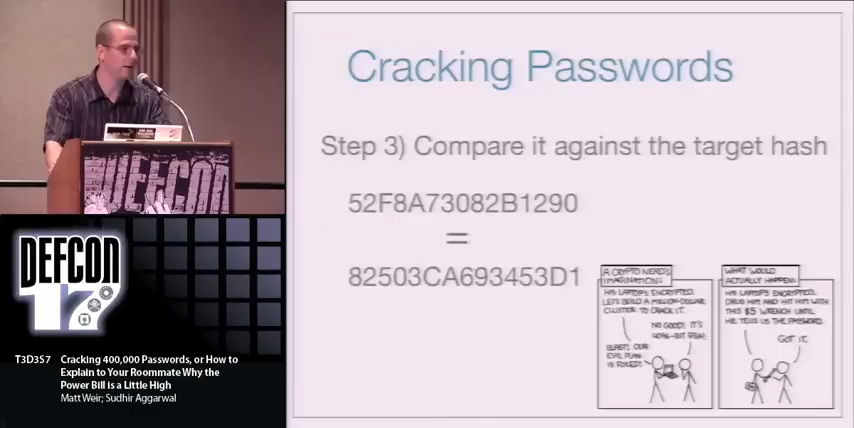 Cracking Passwords
Step 3) Compare it against the target hash
52F8A73082B1290
=
82503CA693453D1
A CRYPTO NERD'S
IMAGINATION:
HIS LAPTOP'S ENCRYPTED.
LET'S BUILD A MILLION-DOLLAR
CLUSTER TO CRACK IT.
NO GOOD! IT'S
4096-BIT RSA!
BLAST! OUR
EVIL PLAN
IS FOILED!
WHAT WOULD
ACTUALLY HAPPEN:
HIS LAPTOP'S ENCRYPTED.
DRUG HIM AND HIT HIM WITH
THIS $5 WRENCH UNTIL
HE TELLS US THE PASSWORD.
GOT IT.
DEFCON
DEFCON
17
T3D3S7
Cracking 400,000 Passwords, or How to
Explain to Your Roommate Why the
Power Bill is a Little High
Matt Weir; Sudhir Aggarwal